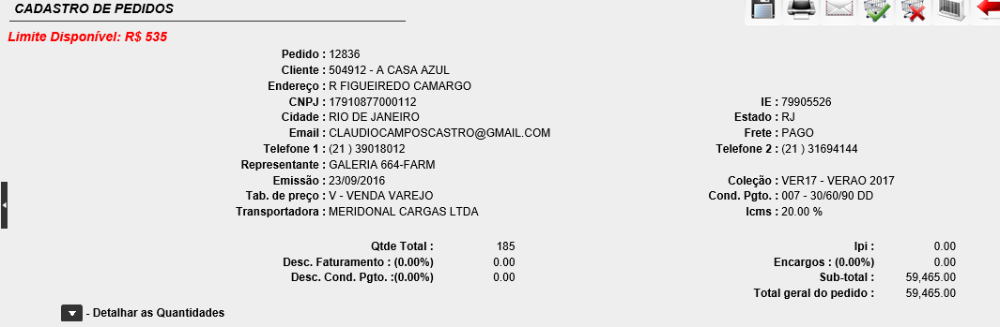 CADASTRO DE PEDIDOS
Limite Disponível: R$ 535
Pedido : 12836
Cliente : 504912 - A CASA AZUL
Endereço : R FIGUEIREDO CAMARGO
CNPJ : 17910877000112 IE : 79905526
Cidade : RIO DE JANEIRO Estado : RJ
Email : CLAUDIOCAMPOSCASTRO@GMAIL.COM Frete : PAGO
Telefone 1 : (21 ) 39018012 Telefone 2 : (21 ) 31694144
Representante : GALERIA 664-FARM
Emissão : 23/09/2016 Coleção : VER17 - VERAO 2017
Tab. de preço : V - VENDA VAREJO Cond. Pgto. : 007 - 30/60/90 DD
Transportadora : MERIDONAL CARGAS LTDA Icms : 20.00 %
Qtde Total : 185 Ipi : 0.00
Desc. Faturamento : (0.00%) 0.00 Encargos : (0.00%) 0.00
Desc. Cond. Pgto. :(0.00%) 0.00 Sub-total : 59,465.00
Total geral do pedido : 59,465.00
- Detalhar as Quantidades